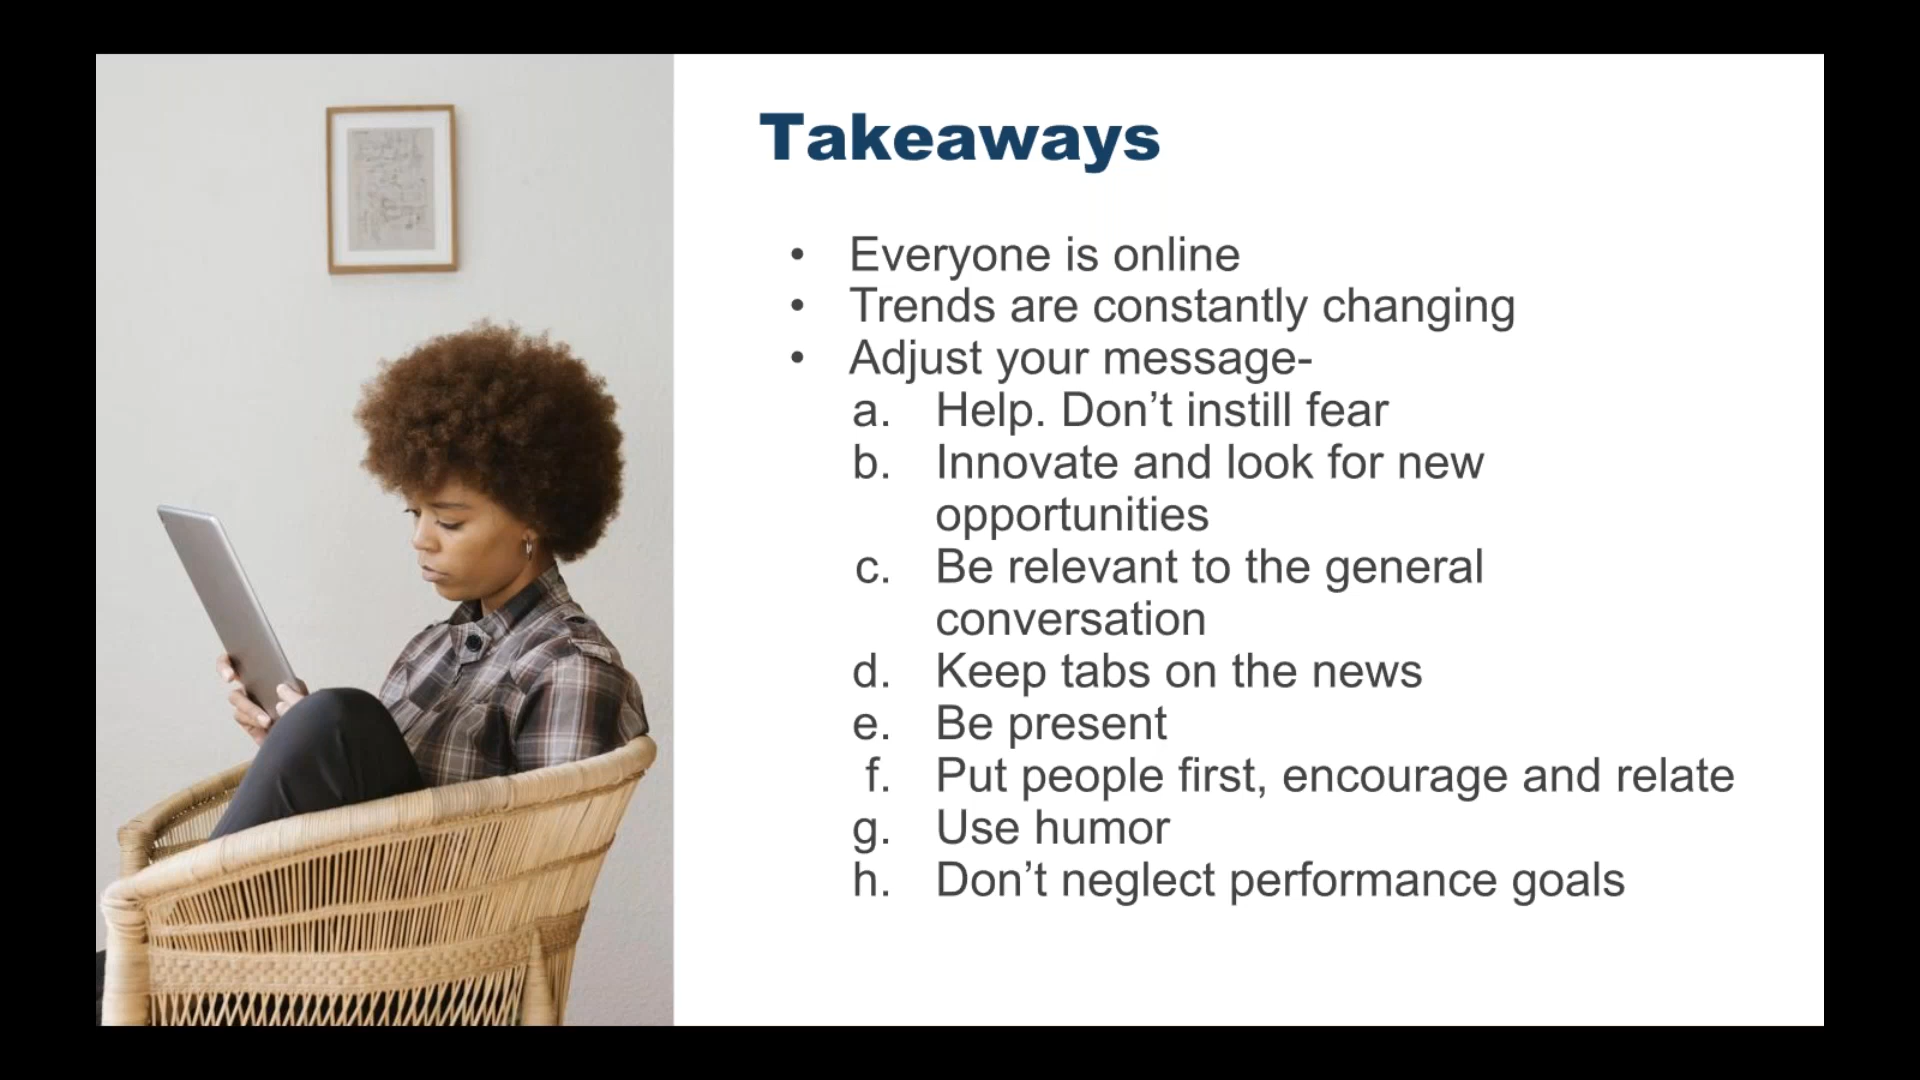 Takeaways
• Everyone is online
• Trends are constantly changing
• Adjust your message-
a. Help. Don’t instill fear
b. Innovate and look for new
opportunities
c. Be relevant to the general
conversation
d. Keep tabs on the news
e. Be present
f. Put people first, encourage and relate
g. Use humor
h. Don’t neglect performance goals